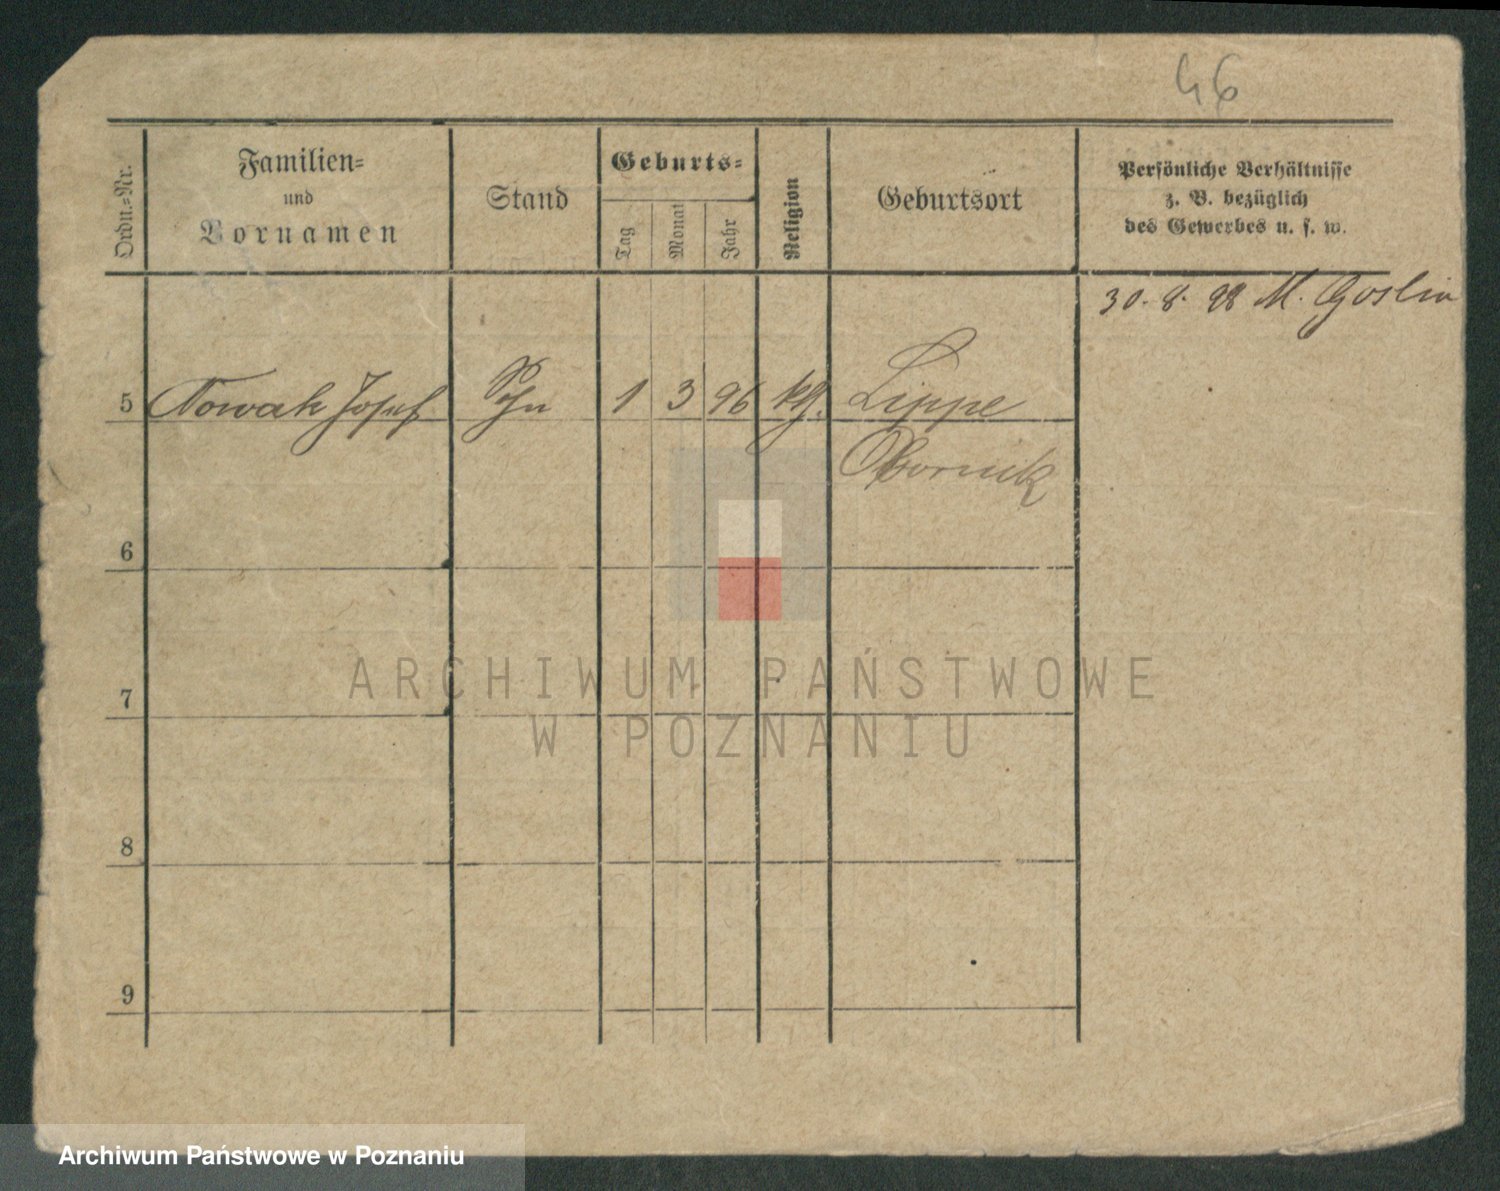 46
Ordn.-Nr.
Familien-
und
Vornamen
Stand
Geburts-
Tag
Monat
Jahr
Religion
Geburtsort
Persönliche Verhältnisse
z. B. bezüglich
des Gewerbes u. s. w.
30. 8. 98 M. Goslin
5 Nowak Josef Sohn 1 3 96 kth. Lippe
Obornik
6
7
8
9
ARCHIWUM PAŃSTWOWE
W POZNANIU
Archiwum Państwowe w Poznaniu